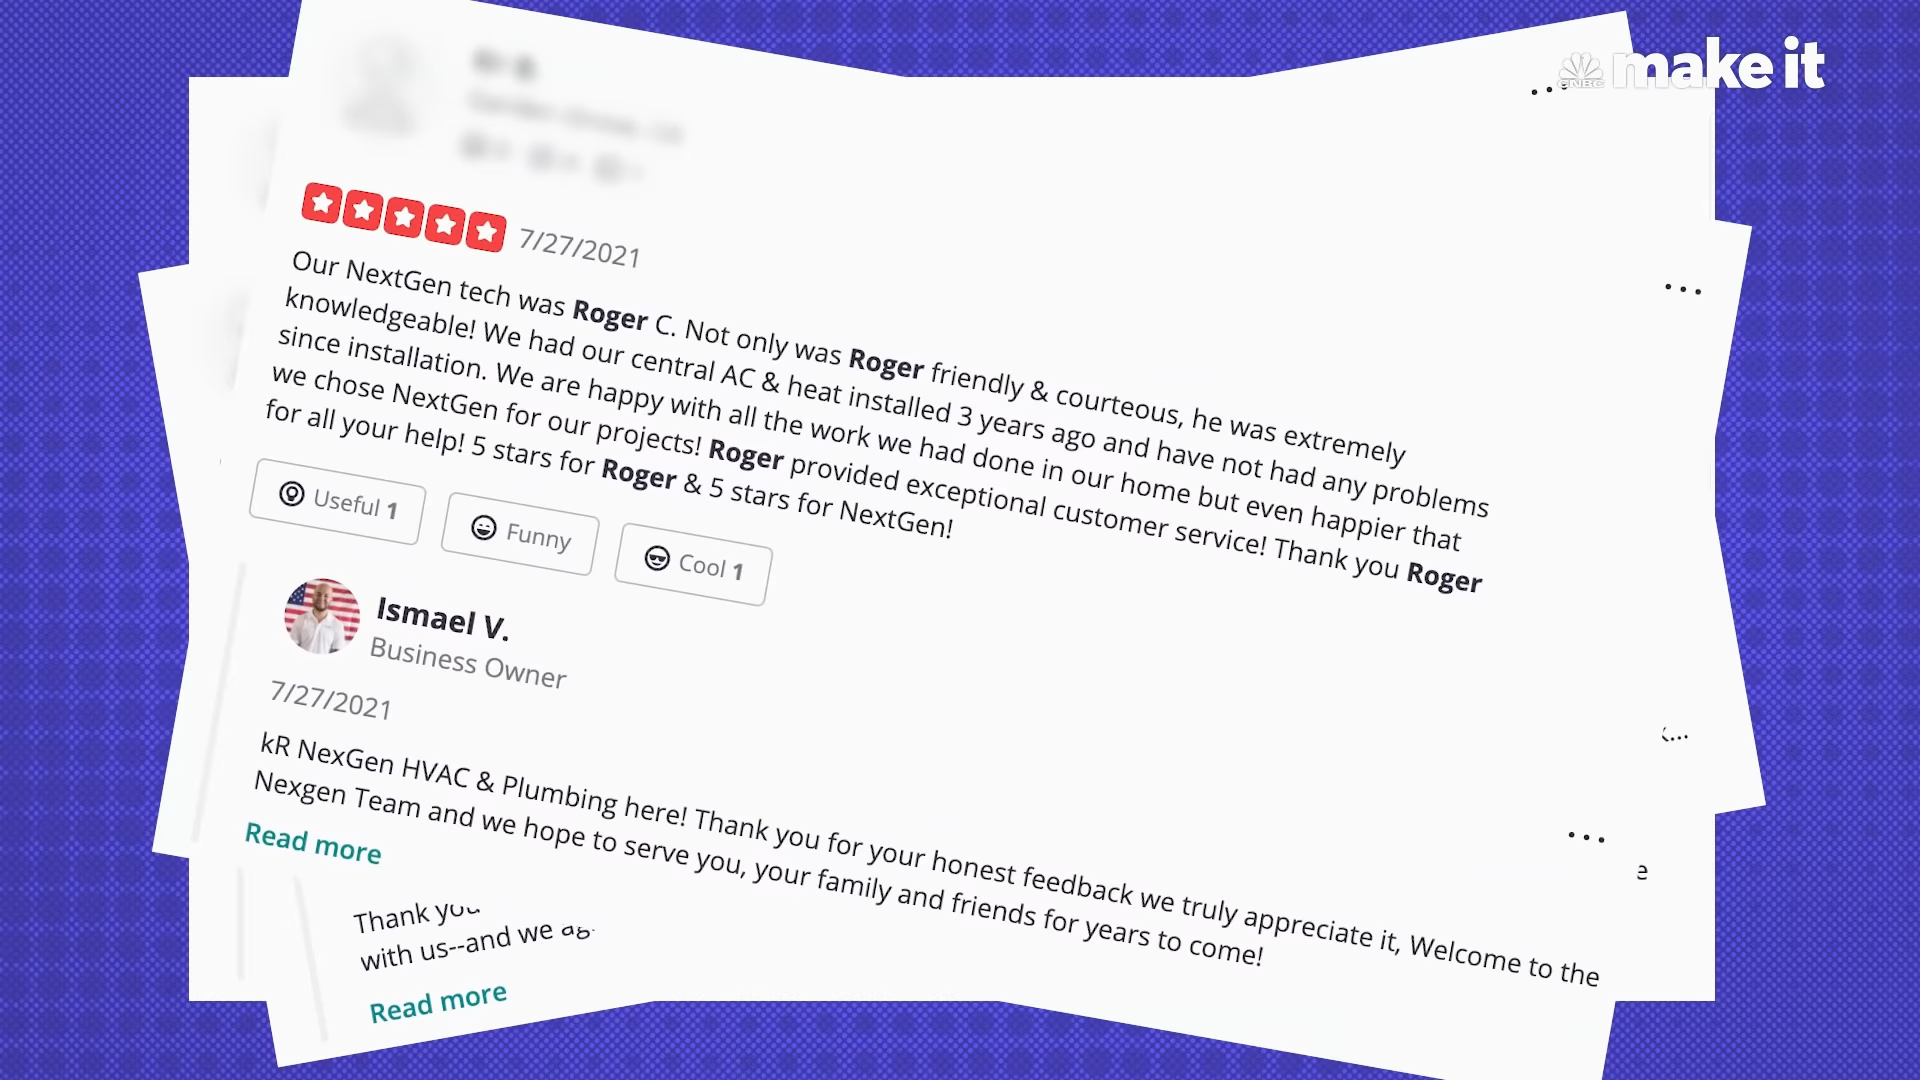 CNBC make it
7/27/2021
Our NextGen tech was Roger C. Not only was Roger friendly & courteous, he was extremely
knowledgeable! We had our central AC & heat installed 3 years ago and have not had any problems
since installation. We are happy with all the work we had done in our home but even happier that
we chose NextGen for our projects! Roger provided exceptional customer service! Thank you Roger
for all your help! 5 stars for Roger & 5 stars for NextGen!
Useful 1
Funny
Cool 1
Ismael V.
Business Owner
7/27/2021
kR NexGen HVAC & Plumbing here! Thank you for your honest feedback we truly appreciate it, Welcome to the
Nexgen Team and we hope to serve you, your family and friends for years to come!
Read more
Thank you
with us--and we
Read more